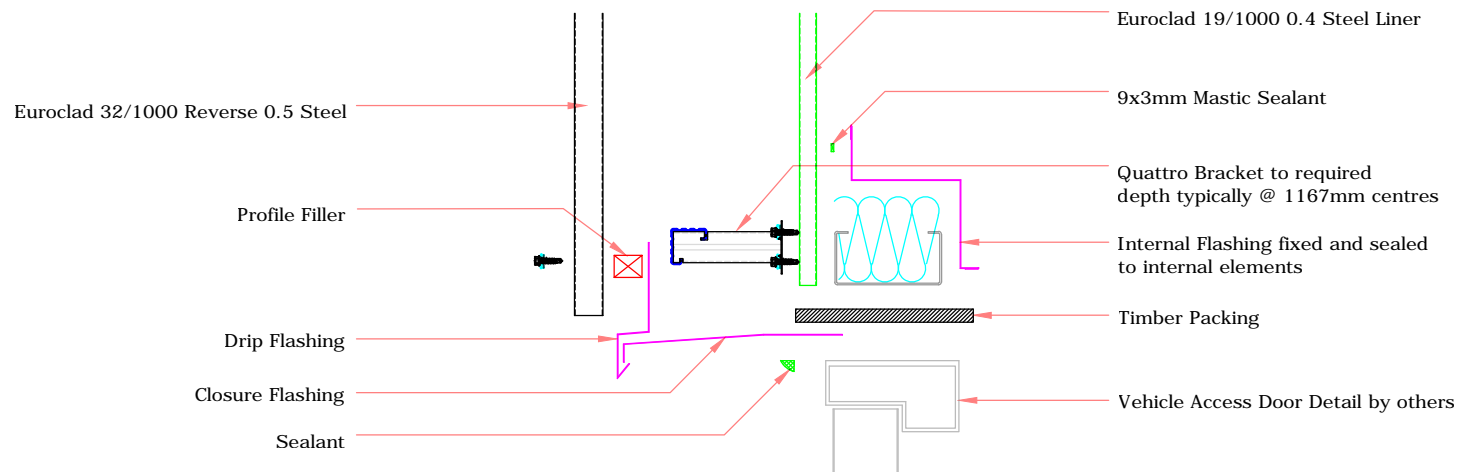 Euroclad 32/1000 Reverse 0.5 Steel
Profile Filler
Drip Flashing
Closure Flashing
Sealant
Euroclad 19/1000 0.4 Steel Liner
9x3mm Mastic Sealant
Quattro Bracket to required
depth typically @ 1167mm centres
Internal Flashing fixed and sealed
to internal elements
Timber Packing
Vehicle Access Door Detail by others